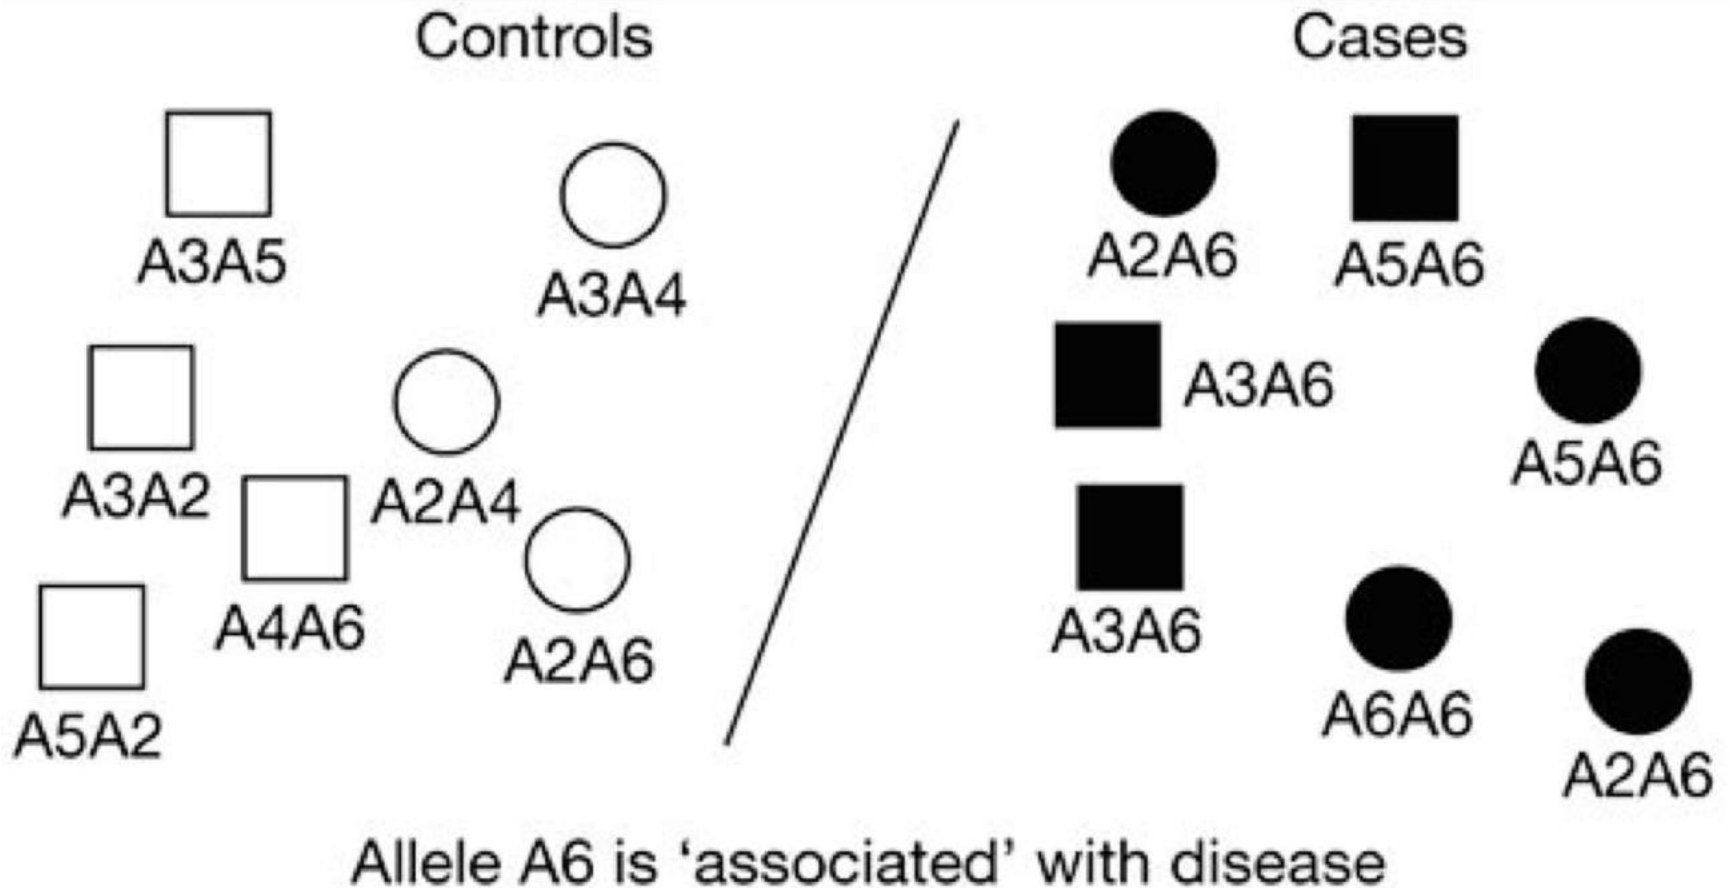 Controls
Cases
A3A5
A3A4
A3A2
A2A4
A4A6
A2A6
A5A2
A2A6
A5A6
A3A6
A5A6
A3A6
A6A6
A2A6
Allele A6 is ‘associated’ with disease